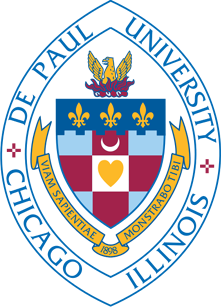 DE PAUL UNIVERSITY
CHICAGO ILLINOIS
VIAM SAPIENTIAE
MONSTRABO TIBI
1898